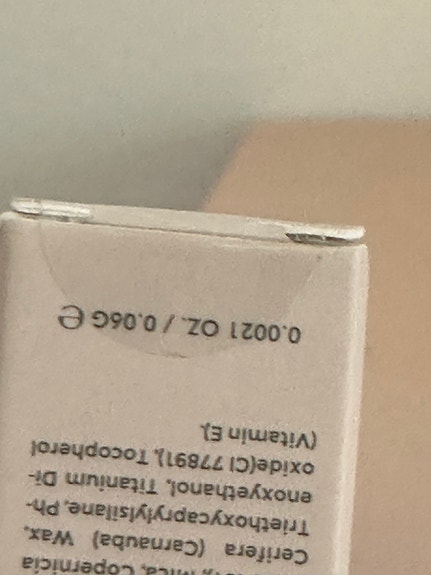 Mica, Copernicia
Cerifera (Carnauba) Wax,
Triethoxycaprylylsilane, Ph-
enoxyethanol, Titanium Di-
oxide(CI 77891), Tocopherol
(Vitamin E).
0.0021 OZ. / 0.06G ℮